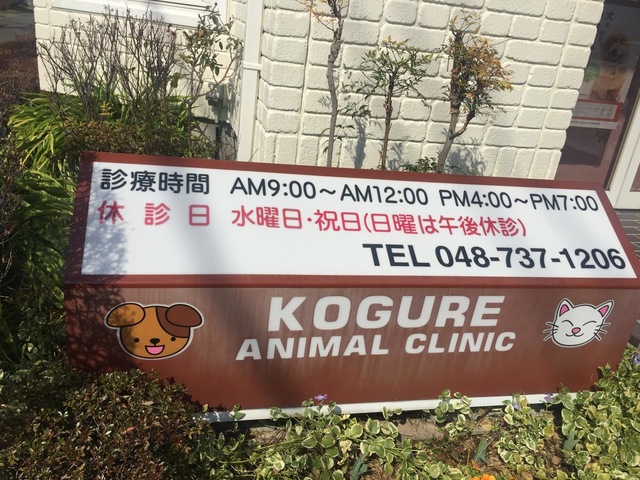 診療時間 AM9:00～AM12:00 PM4:00～PM7:00
休診日 水曜日・祝日(日曜は午後休診)
TEL 048-737-1206
KOGURE
ANIMAL CLINIC